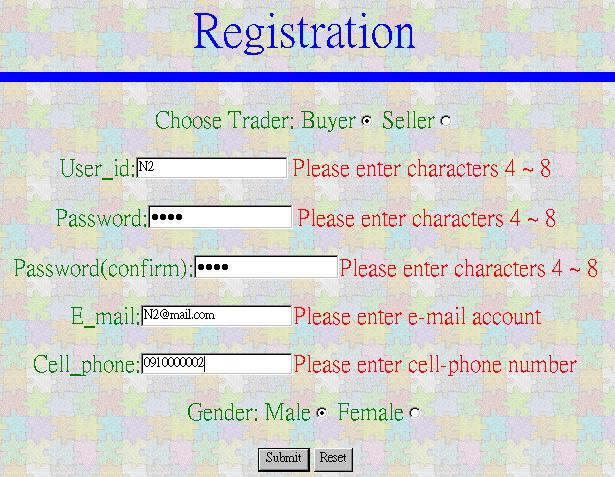 Registration
Choose Trader: Buyer Seller
User_id: N2 Please enter characters 4 ~ 8
Password: •••• Please enter characters 4 ~ 8
Password(confirm): •••• Please enter characters 4 ~ 8
E_mail: N2@mail.com Please enter e-mail account
Cell_phone: 0910000002 Please enter cell-phone number
Gender: Male Female
Submit Reset